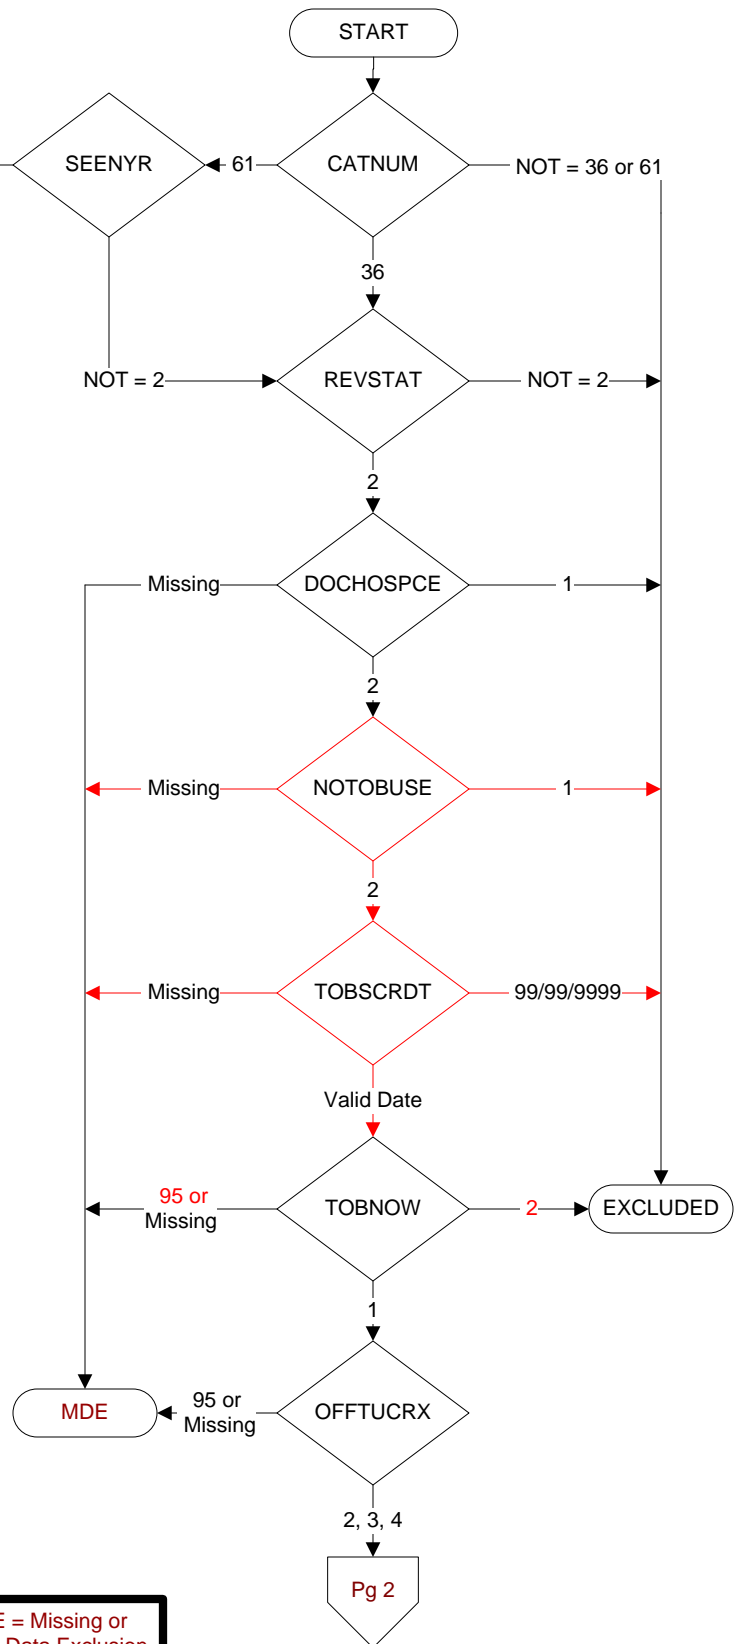 START
SEENYR
61
CATNUM
NOT = 36 or 61
36
NOT = 2
REVSTAT
NOT = 2
2
Missing
DOCHOSPCE
1
2
Missing
NOTOBUSE
1
2
Missing
TOBSCRDT
99/99/9999
Valid Date
95 or
Missing
TOBNOW
2
EXCLUDED
1
MDE
95 or
Missing
OFFTUCRX
2, 3, 4
Pg 2
= Missing or
Data Exclusion